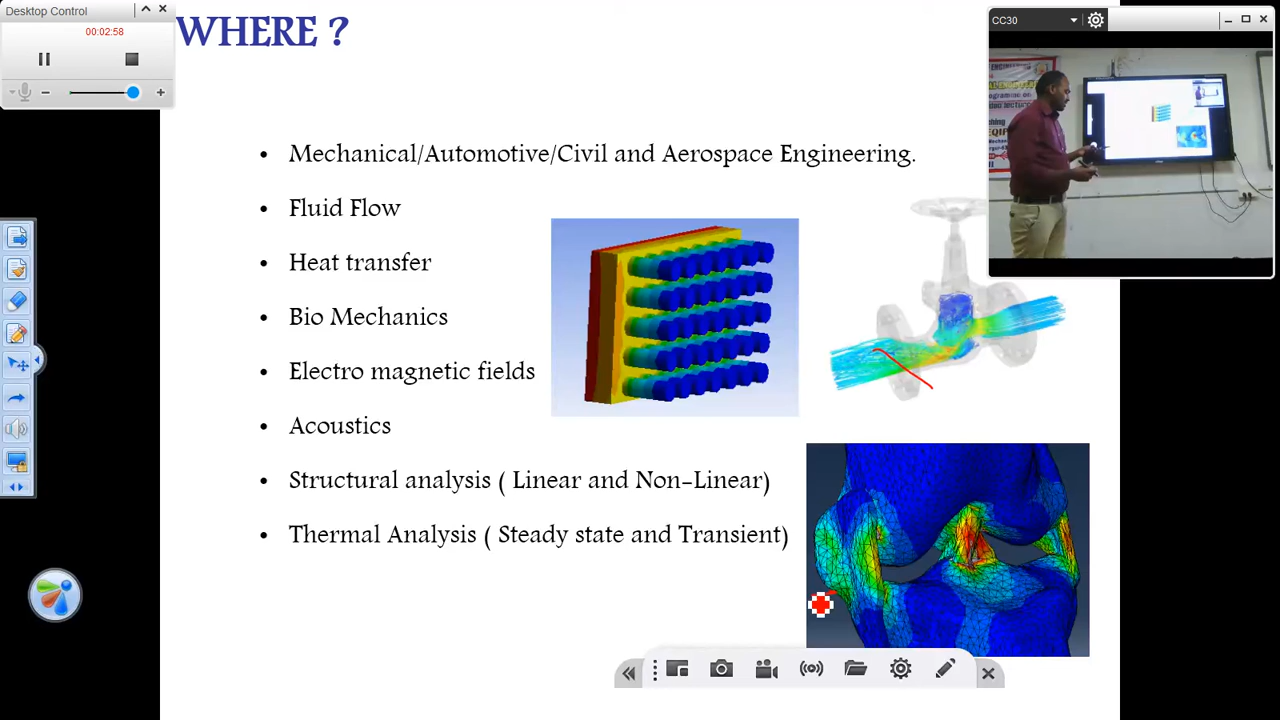 Desktop Control
00:02:58
WHERE ?
CC30
• Mechanical/Automotive/Civil and Aerospace Engineering.
• Fluid Flow
• Heat transfer
• Bio Mechanics
• Electro magnetic fields
• Acoustics
• Structural analysis ( Linear and Non-Linear)
• Thermal Analysis ( Steady state and Transient)